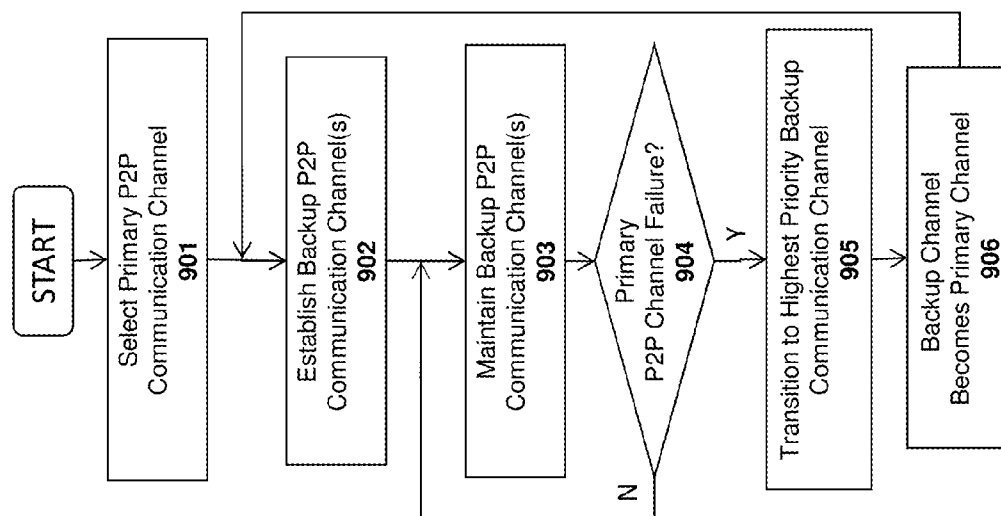 START
Select Primary P2P
Communication Channel
901
Establish Backup P2P
Communication Channel(s)
902
Maintain Backup P2P
Communication Channel(s)
903
Primary
P2P Channel Failure?
904
N
Y
Transition to Highest Priority Backup
Communication Channel
905
Backup Channel
Becomes Primary Channel
906